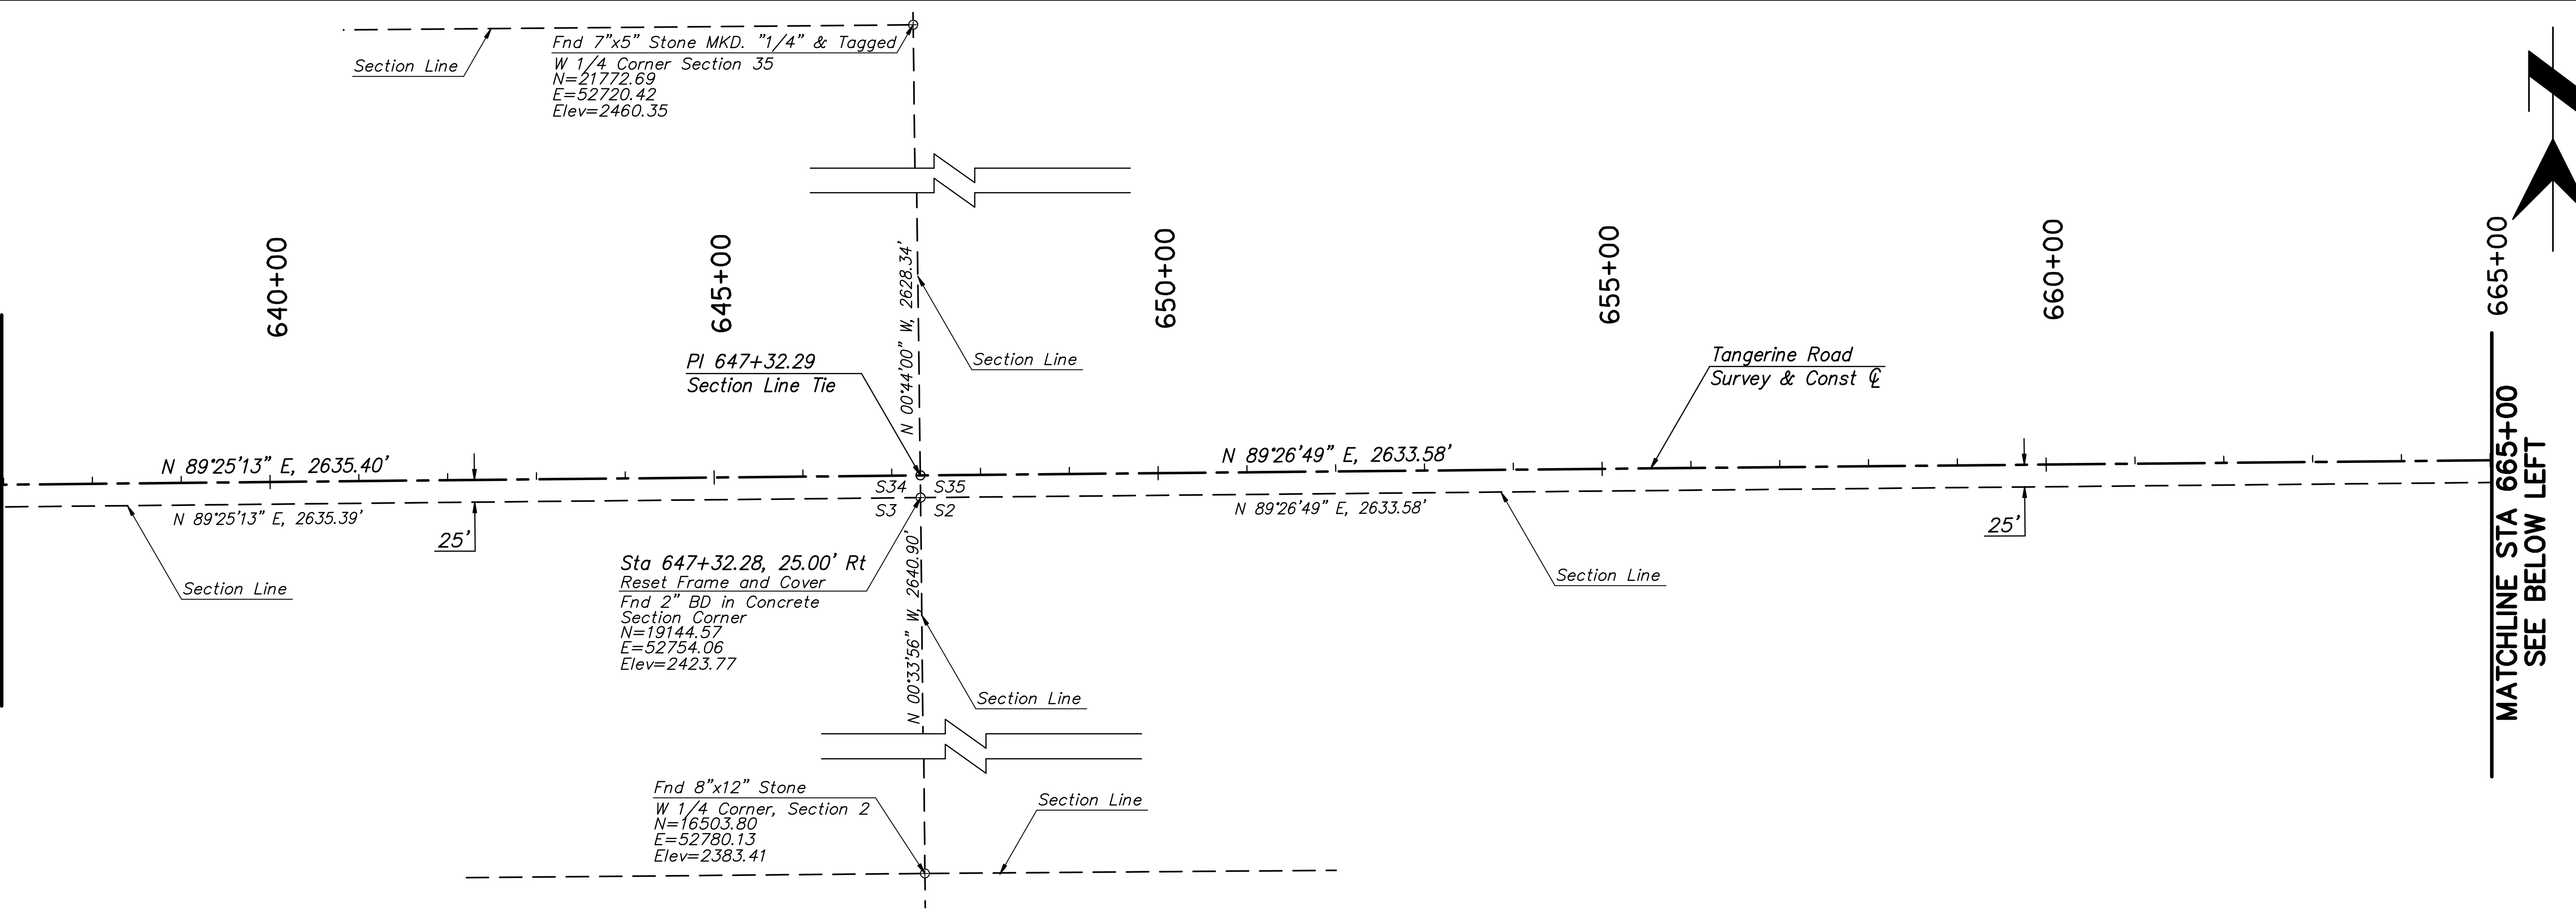 Fnd 7"x5" Stone MKD. "1/4" & Tagged
W 1/4 Corner Section 35
N=21772.69
E=52720.42
Elev=2460.35
Section Line
640+00
645+00
650+00
655+00
660+00
665+00
N 00°44'00" W, 2628.34'
PI 647+32.29
Section Line Tie
Section Line
Tangerine Road
Survey & Const ℄
N 89°25'13" E, 2635.40'
N 89°26'49" E, 2633.58'
S34
S35
S3
S2
N 89°25'13" E, 2635.39'
N 89°26'49" E, 2633.58'
25'
25'
Section Line
Section Line
Sta 647+32.28, 25.00' Rt
Reset Frame and Cover
Fnd 2" BD in Concrete
Section Corner
N=19144.57
E=52754.06
Elev=2423.77
N 00°33'56" W, 2640.90'
Section Line
MATCHLINE STA 665+00
SEE BELOW LEFT
Fnd 8"x12" Stone
W 1/4 Corner, Section 2
N=16503.80
E=52780.13
Elev=2383.41
Section Line